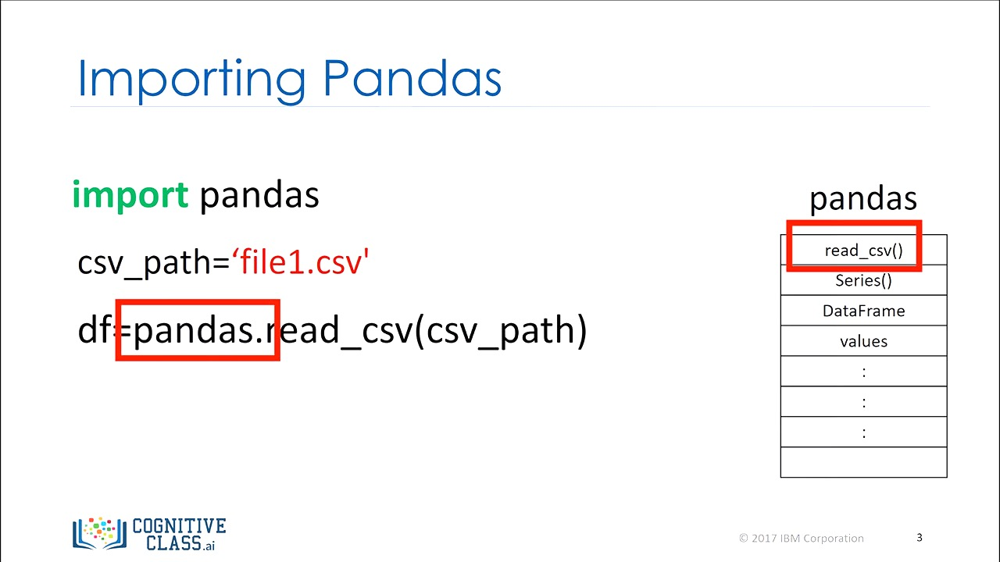 Importing Pandas
import pandas
csv_path=‘file1.csv'
df=pandas.read_csv(csv_path)
pandas
read_csv()
Series()
DataFrame
values
:
:
:
COGNITIVE
CLASS.ai
© 2017 IBM Corporation
3